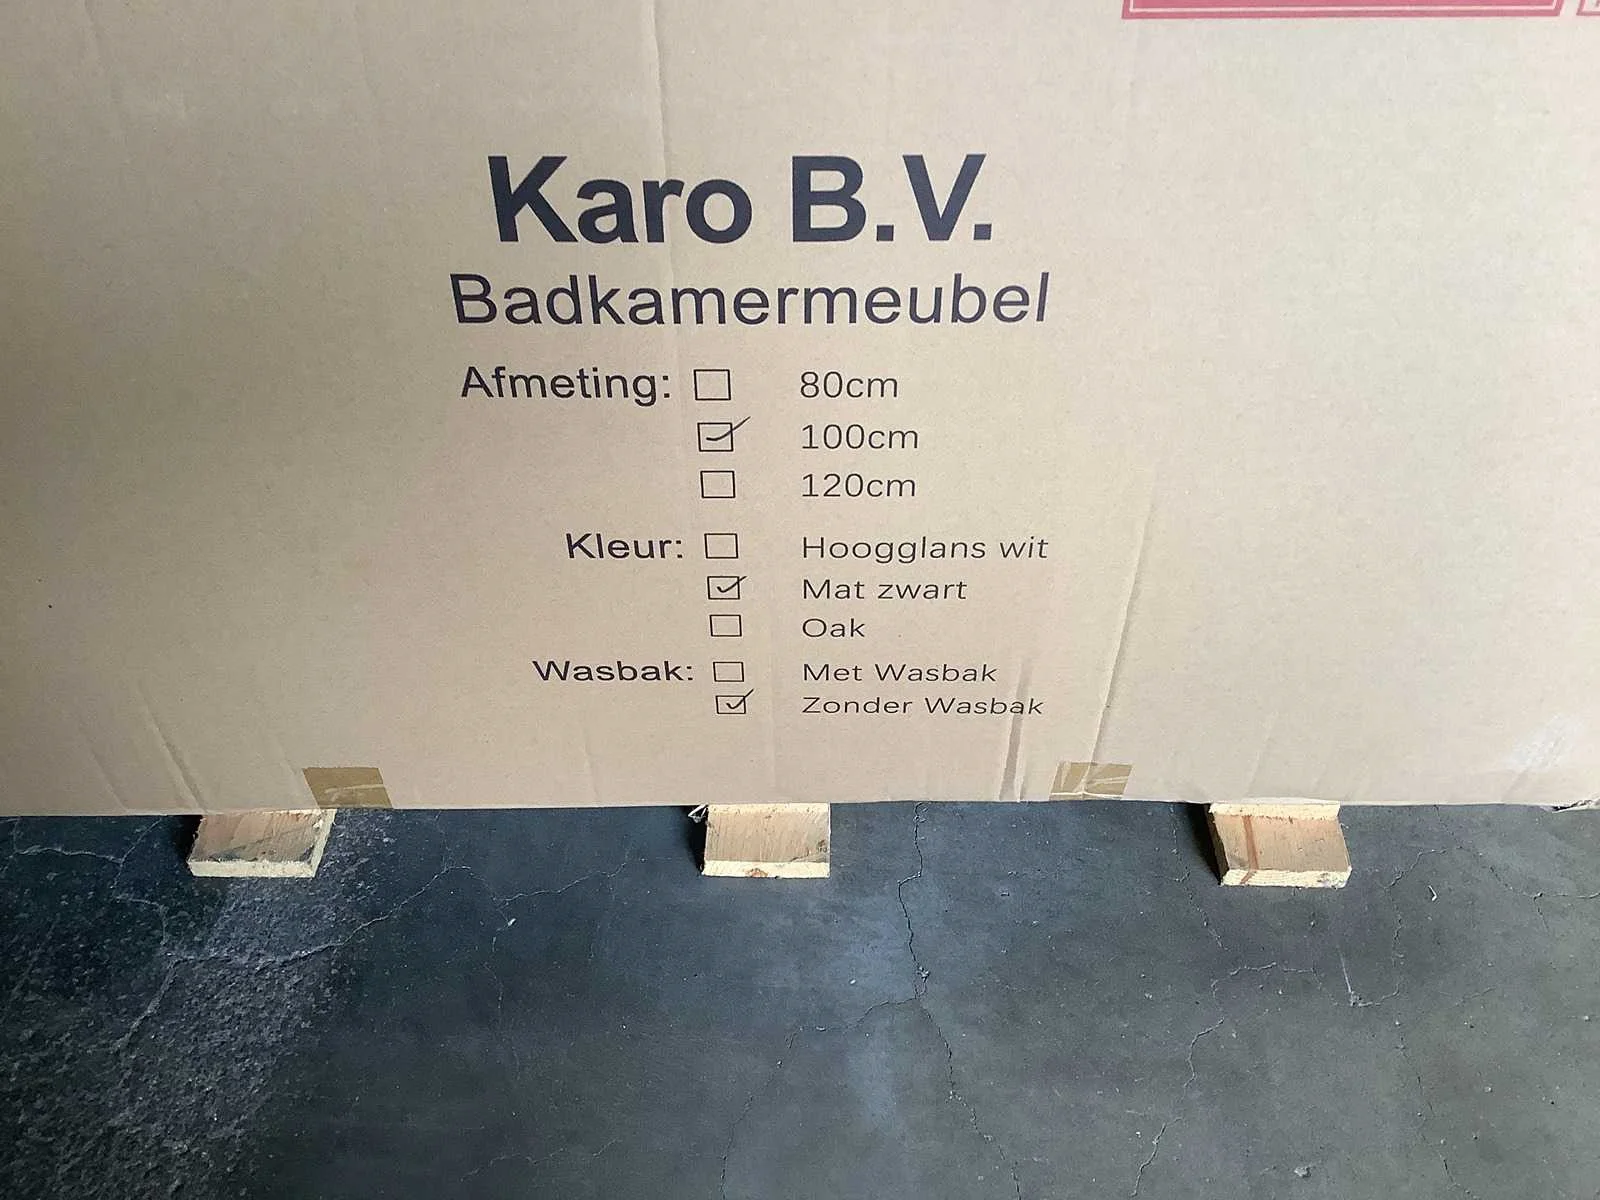 Karo B.V.
Badkamermeubel
Afmeting: ☐ 80cm
☑ 100cm
☐ 120cm
Kleur: ☐ Hoogglans wit
☑ Mat zwart
☐ Oak
Wasbak: ☐ Met Wasbak
☑ Zonder Wasbak